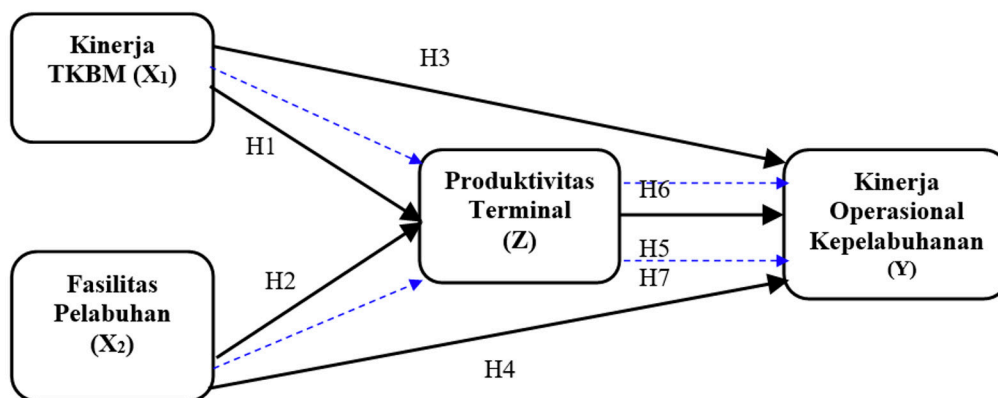 Kinerja
TKBM (X₁)
H3
H1
Produktivitas
Terminal
(Z)
H6
Kinerja
Operasional
Kepelabuhanan
(Y)
H5
H7
Fasilitas
Pelabuhan
(X₂)
H2
H4